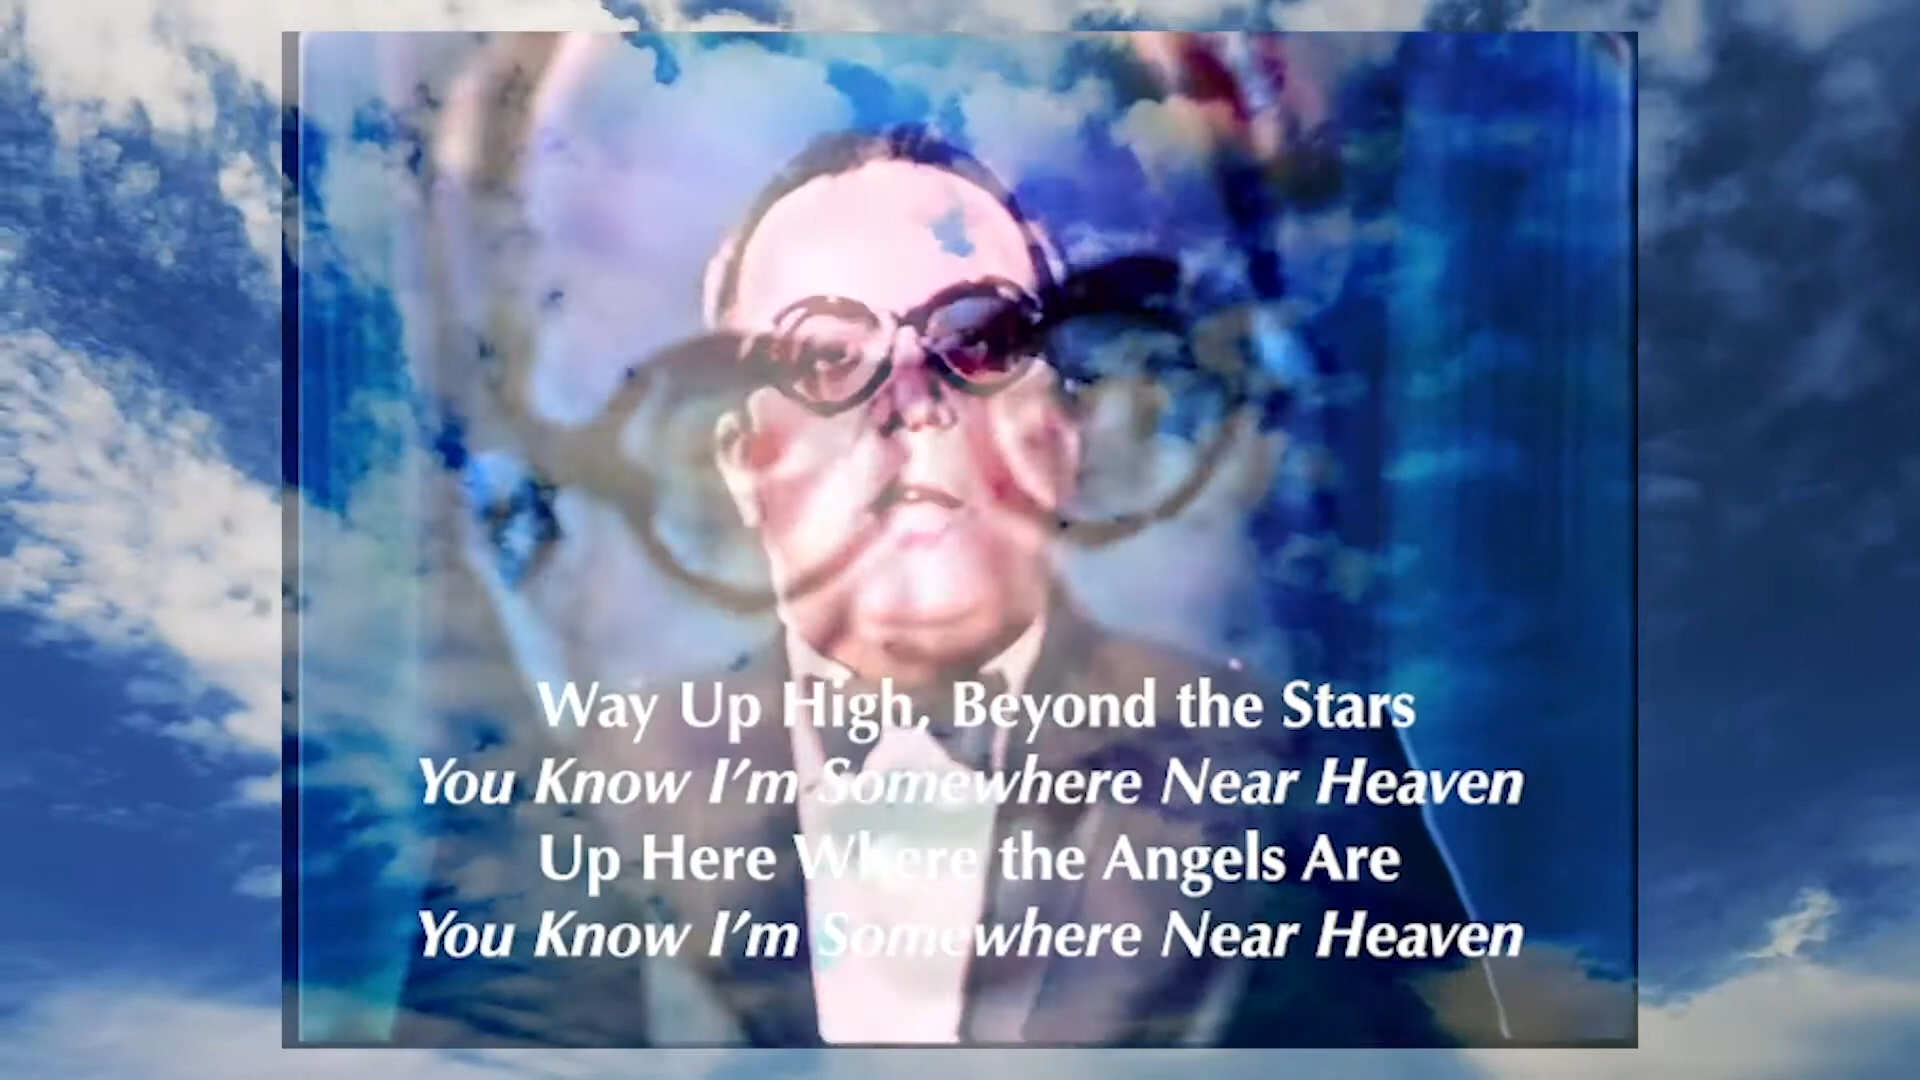 Way Up High, Beyond the Stars
You Know I'm Somewhere Near Heaven
Up Here Where the Angels Are
You Know I'm Somewhere Near Heaven